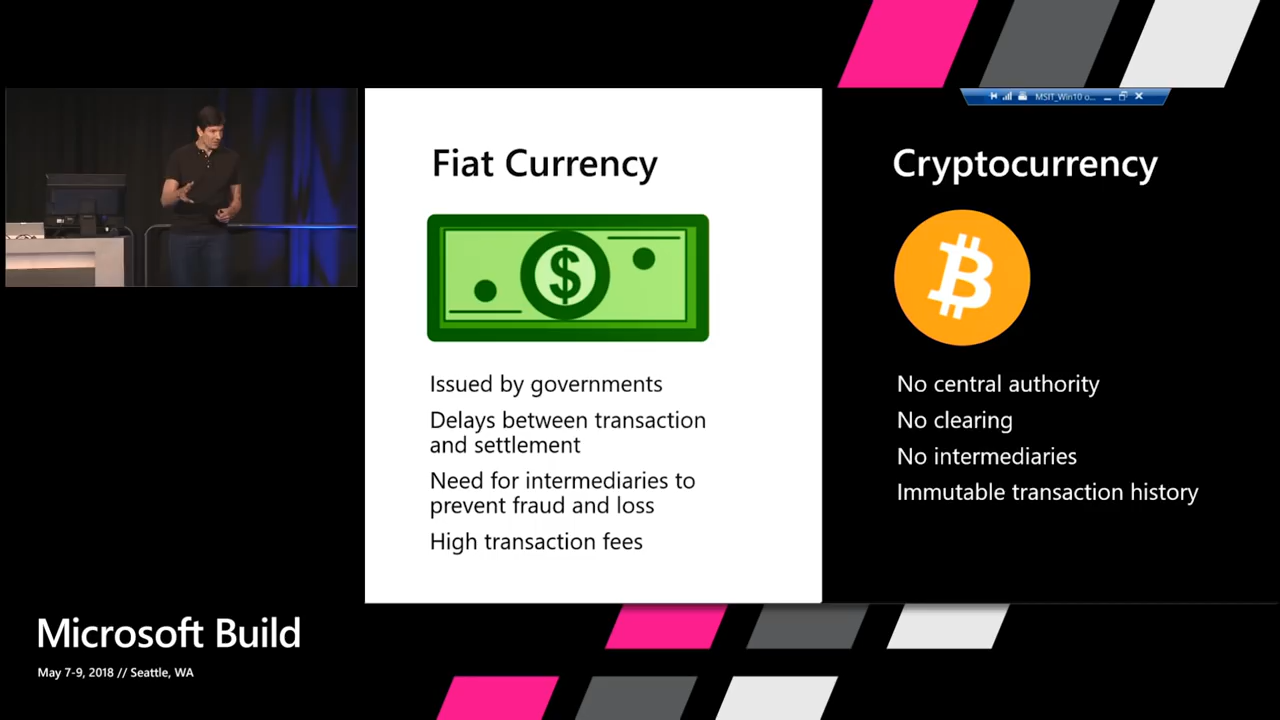 MSIT_Win10 o...
Fiat Currency
$
Issued by governments
Delays between transaction
and settlement
Need for intermediaries to
prevent fraud and loss
High transaction fees
Cryptocurrency
₿
No central authority
No clearing
No intermediaries
Immutable transaction history
Microsoft Build
May 7-9, 2018 // Seattle, WA